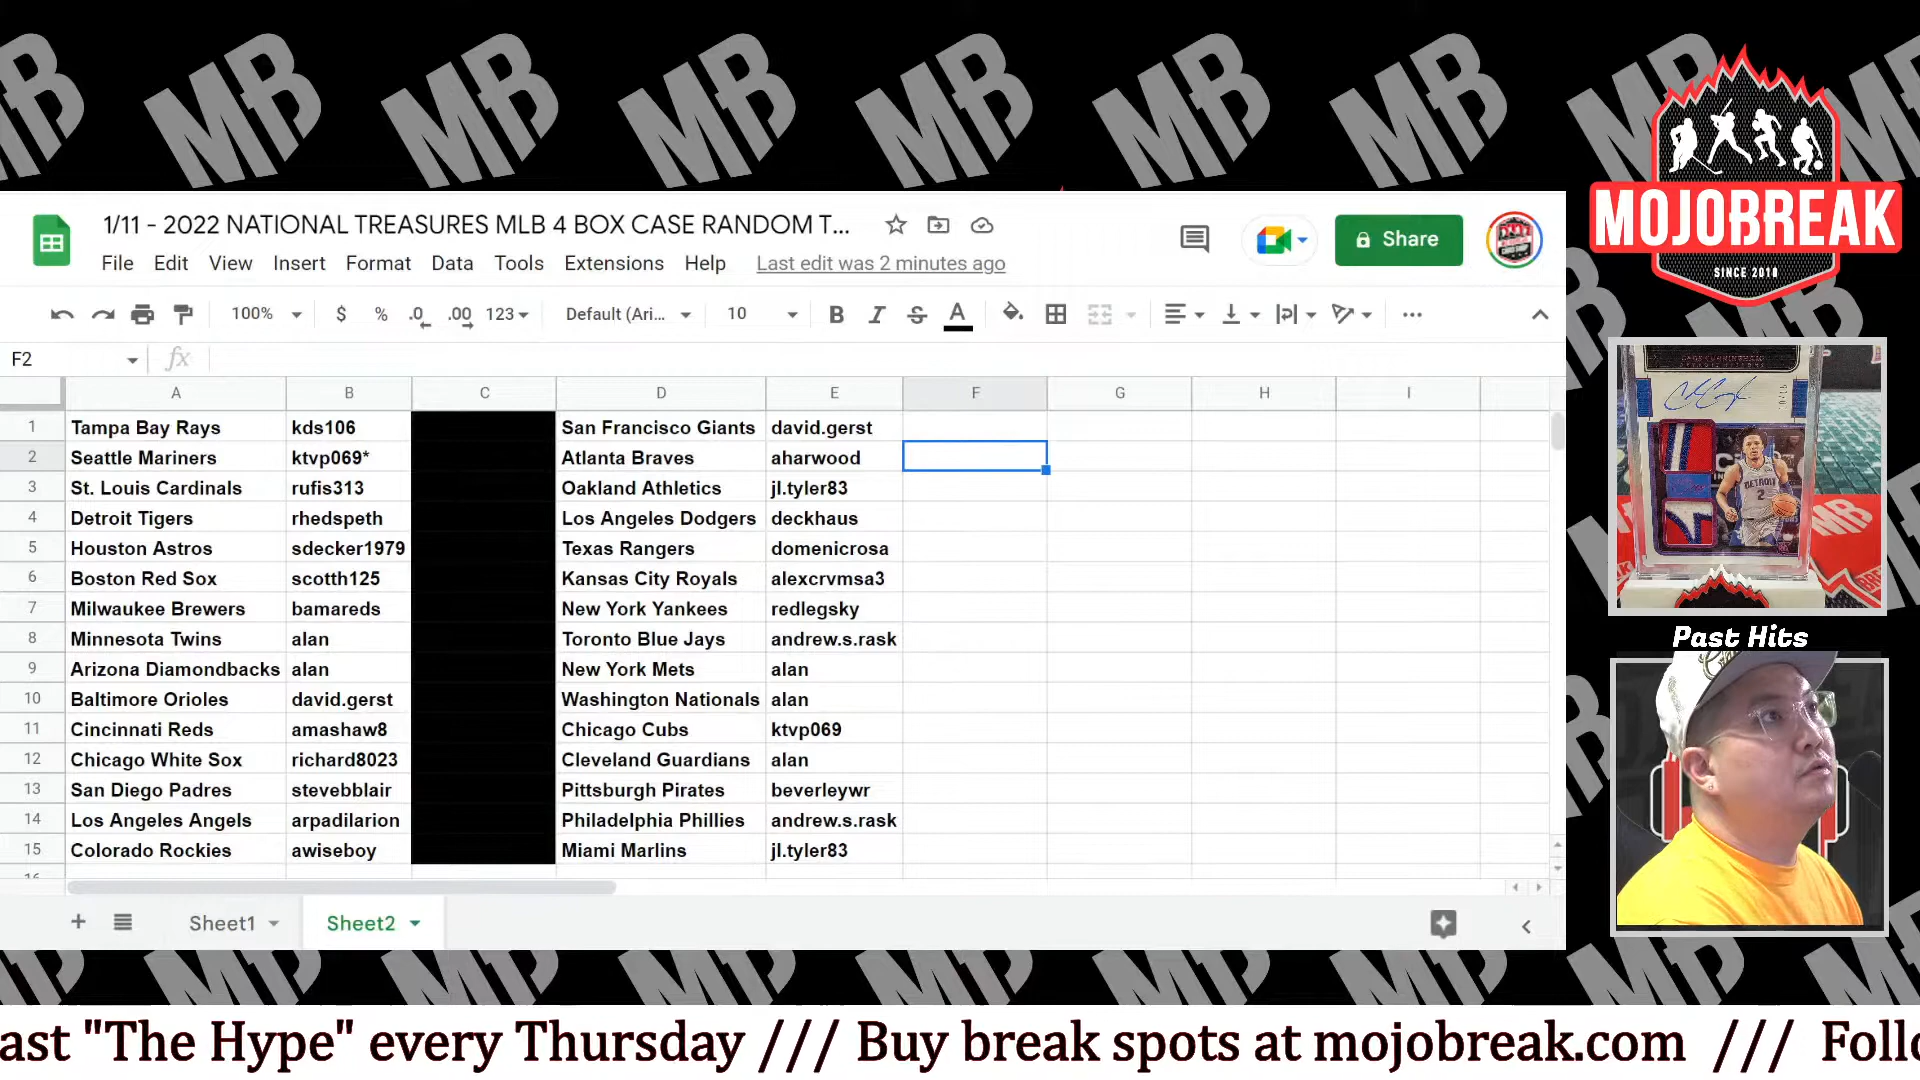 1/11 - 2022 NATIONAL TREASURES MLB 4 BOX CASE RANDOM T...
Share
File Edit View Insert Format Data Tools Extensions Help Last edit was 2 minutes ago
100% $ % .0 .00 123 Default (Ari... 10 B I S A
F2 fx
A B C D E F G H I
1 Tampa Bay Rays kds106 San Francisco Giants david.gerst
2 Seattle Mariners ktvp069* Atlanta Braves aharwood
3 St. Louis Cardinals rufis313 Oakland Athletics jl.tyler83
4 Detroit Tigers rhedspeth Los Angeles Dodgers deckhaus
5 Houston Astros sdecker1979 Texas Rangers domenicrosa
6 Boston Red Sox scotth125 Kansas City Royals alexcrvmsa3
7 Milwaukee Brewers bamareds New York Yankees redlegsky
8 Minnesota Twins alan Toronto Blue Jays andrew.s.rask
9 Arizona Diamondbacks alan New York Mets alan
10 Baltimore Orioles david.gerst Washington Nationals alan
11 Cincinnati Reds amashaw8 Chicago Cubs ktvp069
12 Chicago White Sox richard8023 Cleveland Guardians alan
13 San Diego Padres stevebblair Pittsburgh Pirates beverleywr
14 Los Angeles Angels arpadilarion Philadelphia Phillies andrew.s.rask
15 Colorado Rockies awiseboy Miami Marlins jl.tyler83
16
Sheet1 Sheet2
MB
MOJOBREAK
SINCE 2010
DETROIT
2
Past Hits
ast "The Hype" every Thursday /// Buy break spots at mojobreak.com /// Follo